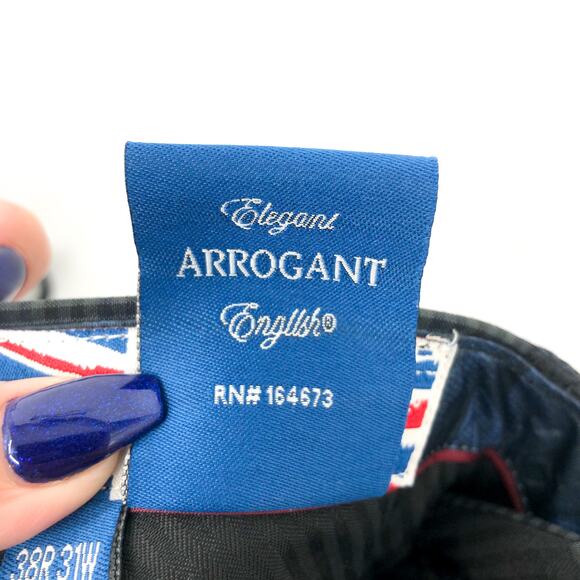 Elegant
ARROGANT
English®
RN# 164673
38R 31W